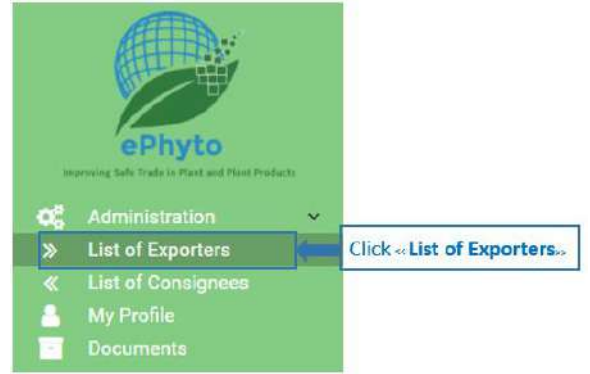 ePhyto
Improving Safe Trade in Plant and Plant Products
Administration
List of Exporters
Click «List of Exporters»
List of Consignees
My Profile
Documents